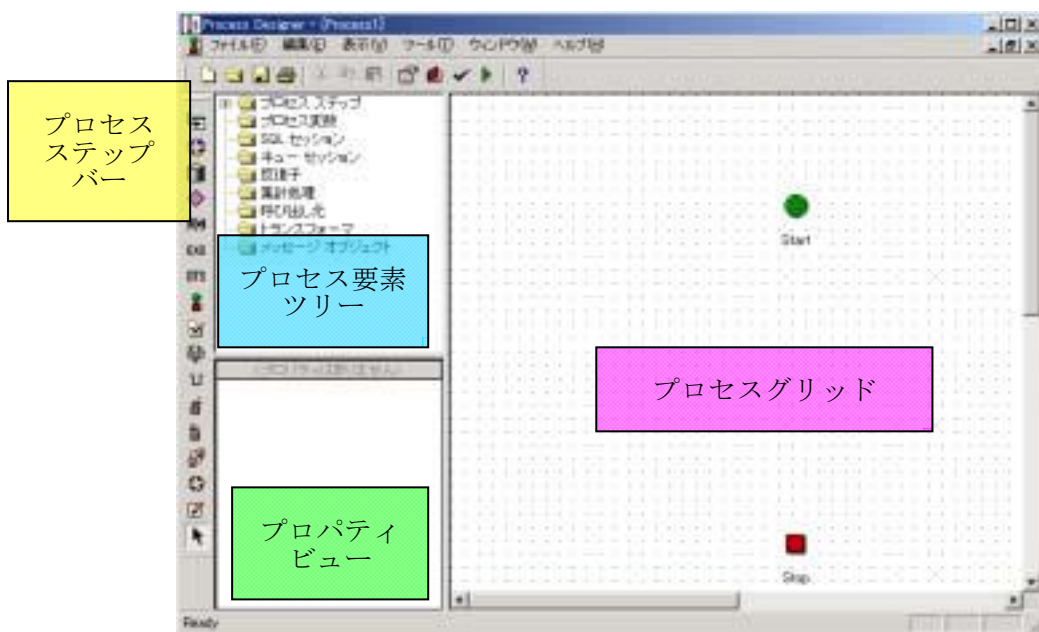 Process Designer - [Process1]
ファイル(F) 編集(E) 表示(V) ツール(T) ウィンドウ(W) ヘルプ(H)
プロセス
ステップ
バー
プロセス ステップ
プロセス変数
SQL セッション
キュー セッション
反復子
集計処理
呼び出し元
トランスフォーマ
メッセージ オブジェクト
プロセス要素
ツリー
Start
プロセスグリッド
プロパティ
ビュー
Stop
Ready